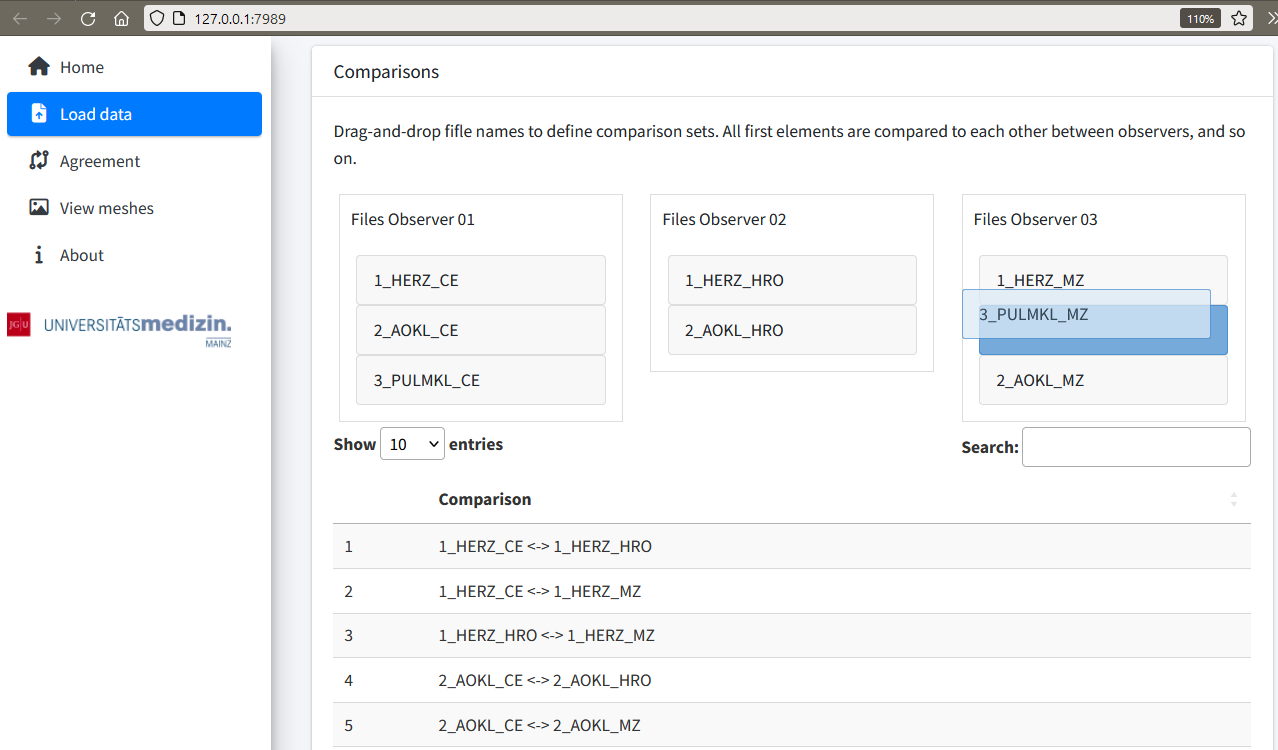 127.0.0.1:7989
110%
Home
Load data
Agreement
View meshes
About
JG|U UNIVERSITÄTSmedizin.
MAINZ
Comparisons
Drag-and-drop fifle names to define comparison sets. All first elements are compared to each other between observers, and so
on.
Files Observer 01
1_HERZ_CE
2_AOKL_CE
3_PULMKL_CE
Files Observer 02
1_HERZ_HRO
2_AOKL_HRO
Files Observer 03
1_HERZ_MZ
3_PULMKL_MZ
2_AOKL_MZ
Show 10 entries
Search:
Comparison
1 1_HERZ_CE <-> 1_HERZ_HRO
2 1_HERZ_CE <-> 1_HERZ_MZ
3 1_HERZ_HRO <-> 1_HERZ_MZ
4 2_AOKL_CE <-> 2_AOKL_HRO
5 2_AOKL_CE <-> 2_AOKL_MZ